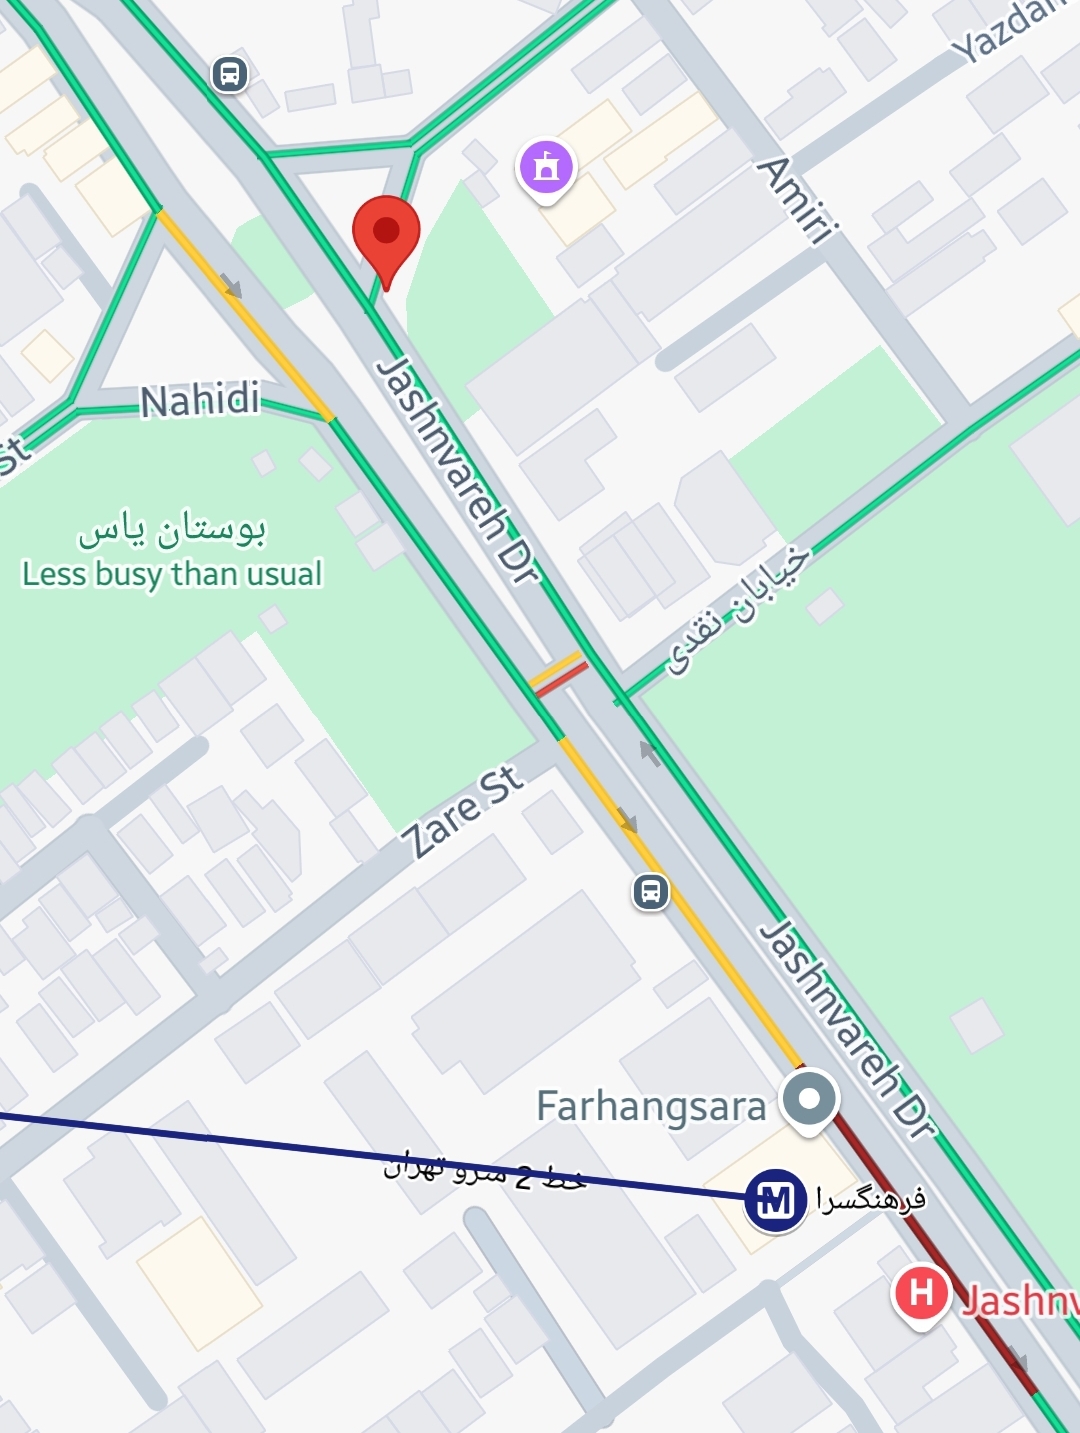 Yazdan
Amiri
Jashnvareh Dr
Nahidi
St
بوستان یاس
Less busy than usual
خیابان نقدی
Zare St
Jashnvareh Dr
Farhangsara
خط 2 مترو تهران
M
فرهنگسرا
H
Jashnv